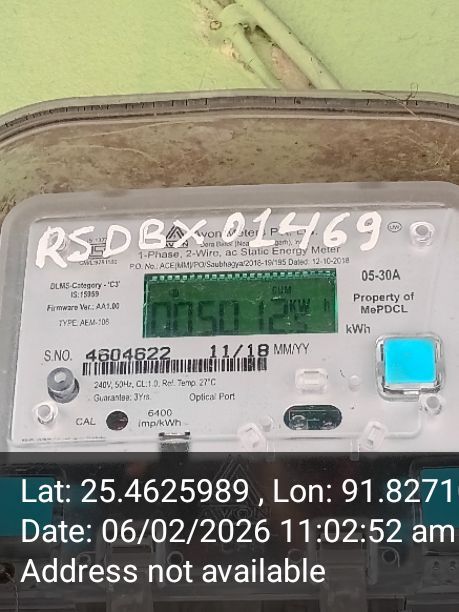 RSDBX01469
Avon Meters Pvt. Ltd.
1-Phase, 2-Wire, ac Static Energy Meter
P.O. No.: ACE(MM)/PO/Saubhagya/2018-19/195 Dated: 12-10-2018
DLMS-Category - 'C3'
IS:15959
Firmware Ver.: AA1.00
TYPE: AEM-106
CUM
kWh
05-30A
Property of
MePDCL
kWh
S.NO. 4604622 11/18 MM/YY
240V, 50Hz, CL:1.0, Ref. Temp. 27°C
Guarantee: 3Yrs. Optical Port
CAL 6400
imp/kWh
Lat: 25.4625989 , Lon: 91.8271
Date: 06/02/2026 11:02:52 am
Address not available